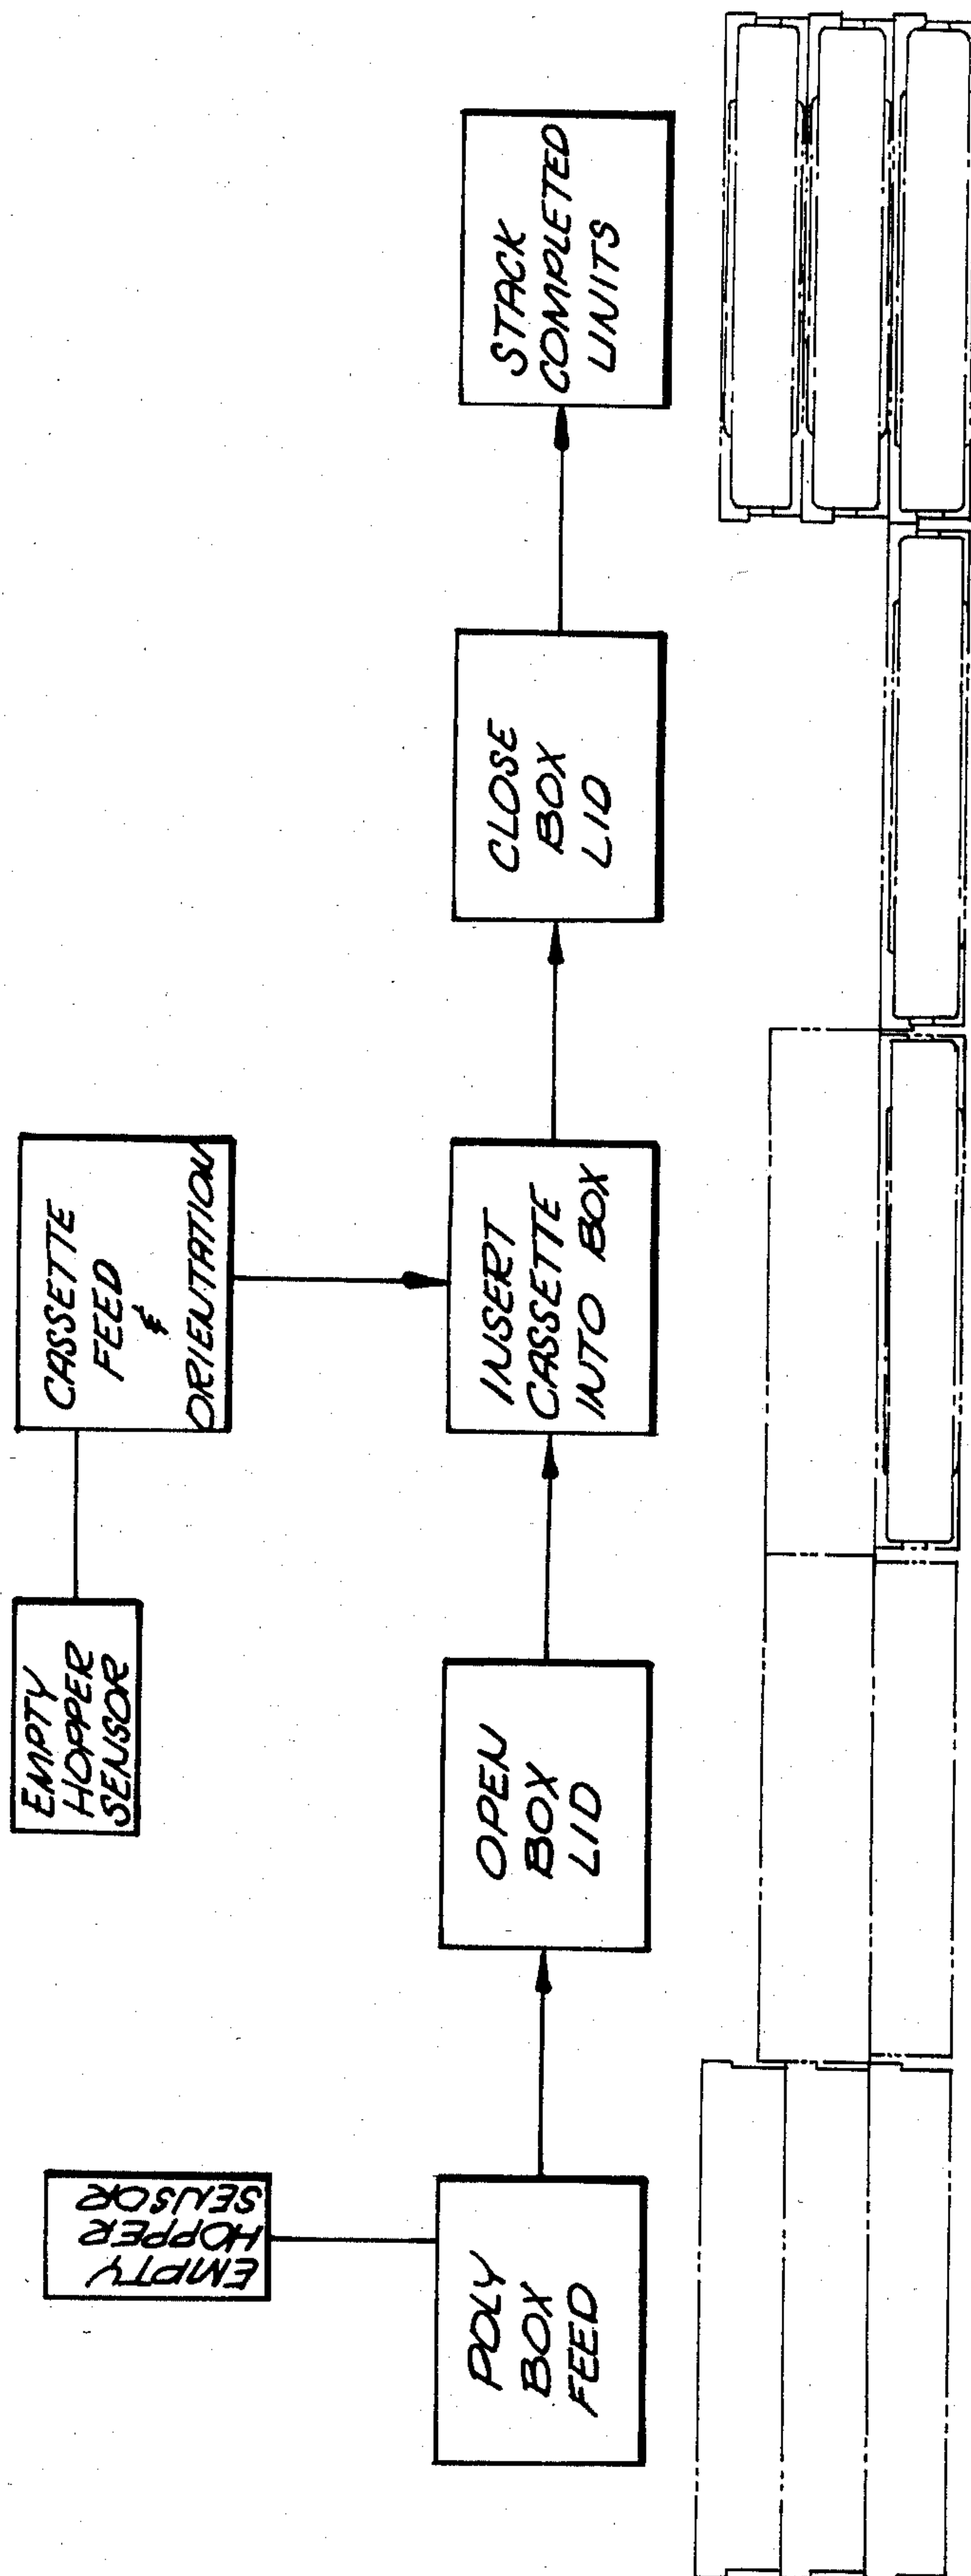 EMPTY
HOPPER
SENSOR
CASSETTE
FEED
&
ORIENTATION
EMPTY
HOPPER
SENSOR
POLY
BOX
FEED
OPEN
BOX
LID
INSERT
CASSETTE
INTO BOX
CLOSE
BOX
LID
STACK
COMPLETED
UNITS